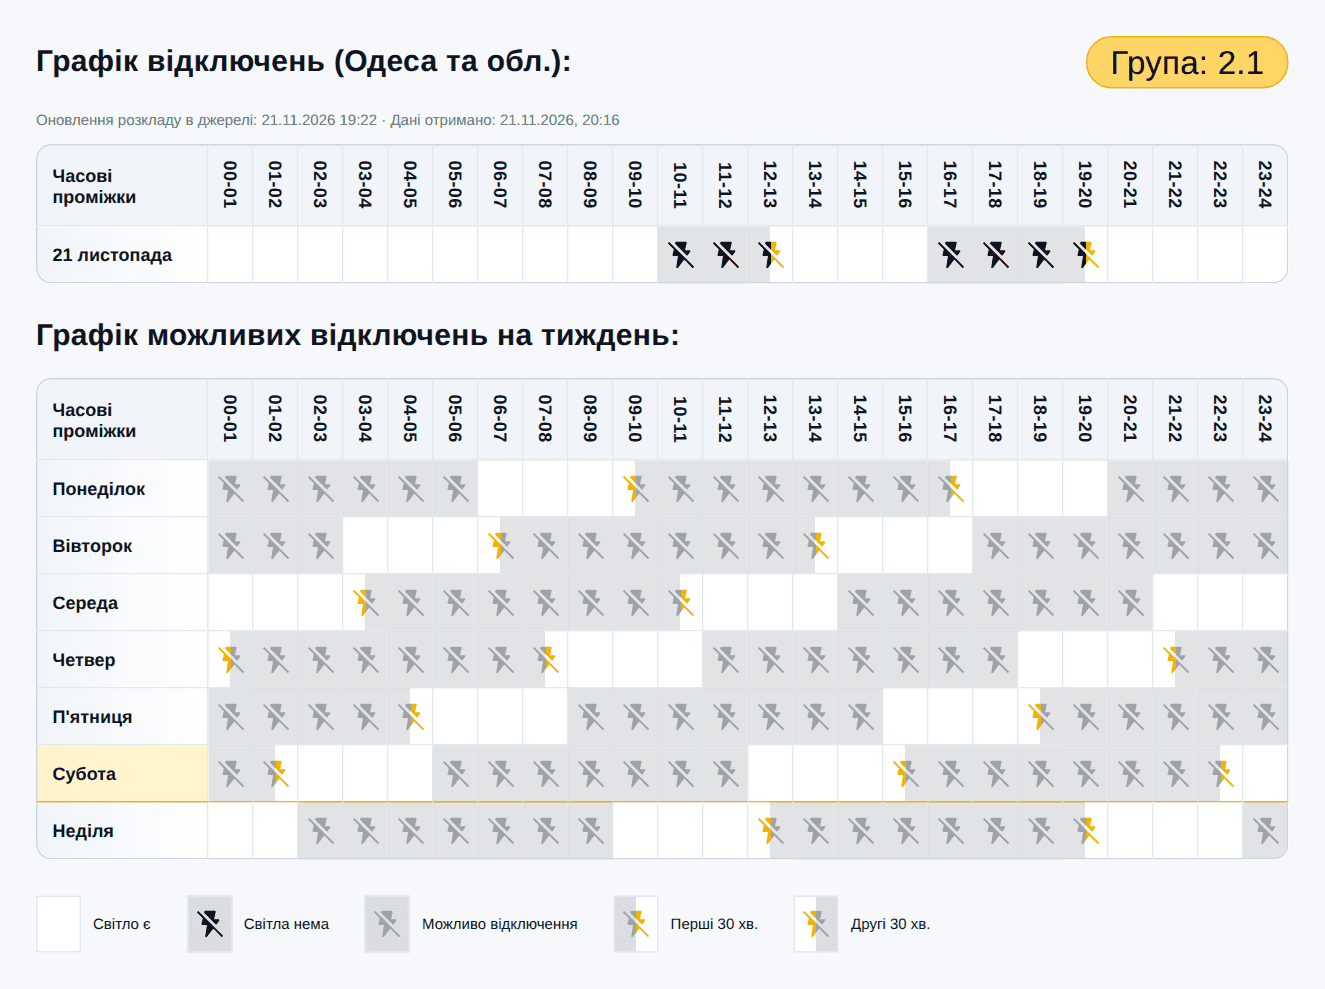 Графік відключень (Одеса та обл.):
Група: 2.1
Оновлення розкладу в джерелі: 21.11.2026 19:22 · Дані отримано: 21.11.2026, 20:16
Часові
проміжки
00-01 01-02 02-03 03-04 04-05 05-06 06-07 07-08 08-09 09-10 10-11 11-12 12-13 13-14 14-15 15-16 16-17 17-18 18-19 19-20 20-21 21-22 22-23 23-24
21 листопада
Графік можливих відключень на тиждень:
Часові
проміжки
00-01 01-02 02-03 03-04 04-05 05-06 06-07 07-08 08-09 09-10 10-11 11-12 12-13 13-14 14-15 15-16 16-17 17-18 18-19 19-20 20-21 21-22 22-23 23-24
Понеділок
Вівторок
Середа
Четвер
П'ятниця
Субота
Неділя
Світло є
Світла нема
Можливо відключення
Перші 30 хв.
Другі 30 хв.